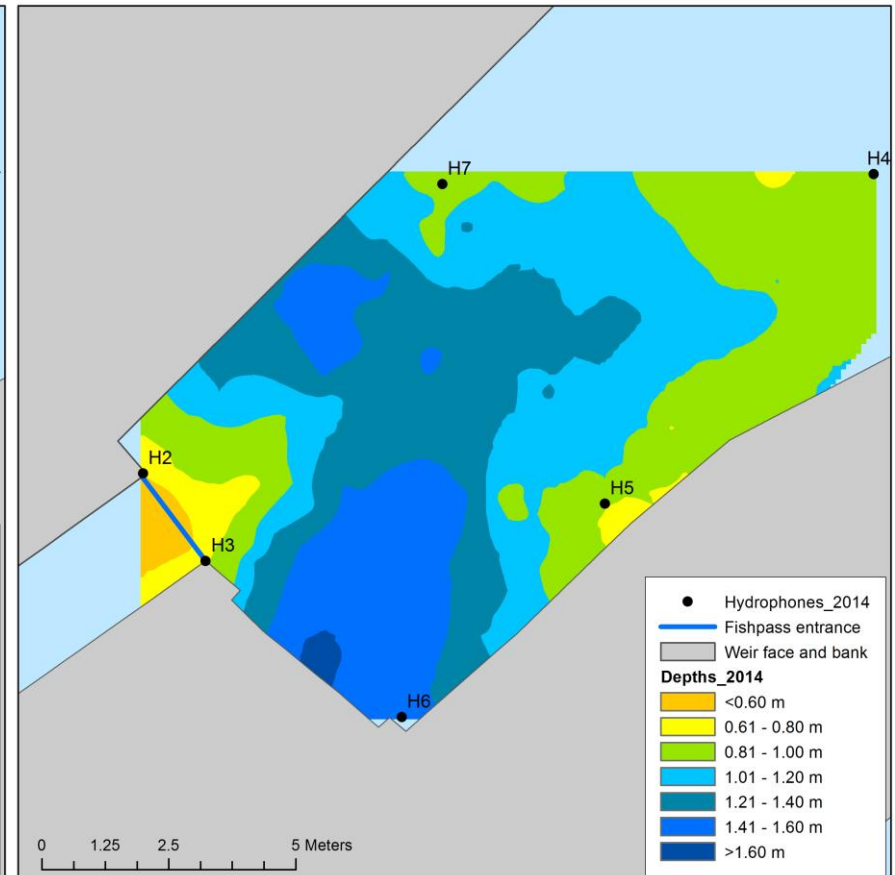 H7
H4
H2
H5
H3
H6
Hydrophones_2014
Fishpass entrance
Weir face and bank
Depths_2014
<0.60 m
0.61 - 0.80 m
0.81 - 1.00 m
1.01 - 1.20 m
1.21 - 1.40 m
1.41 - 1.60 m
>1.60 m
0 1.25 2.5 5 Meters